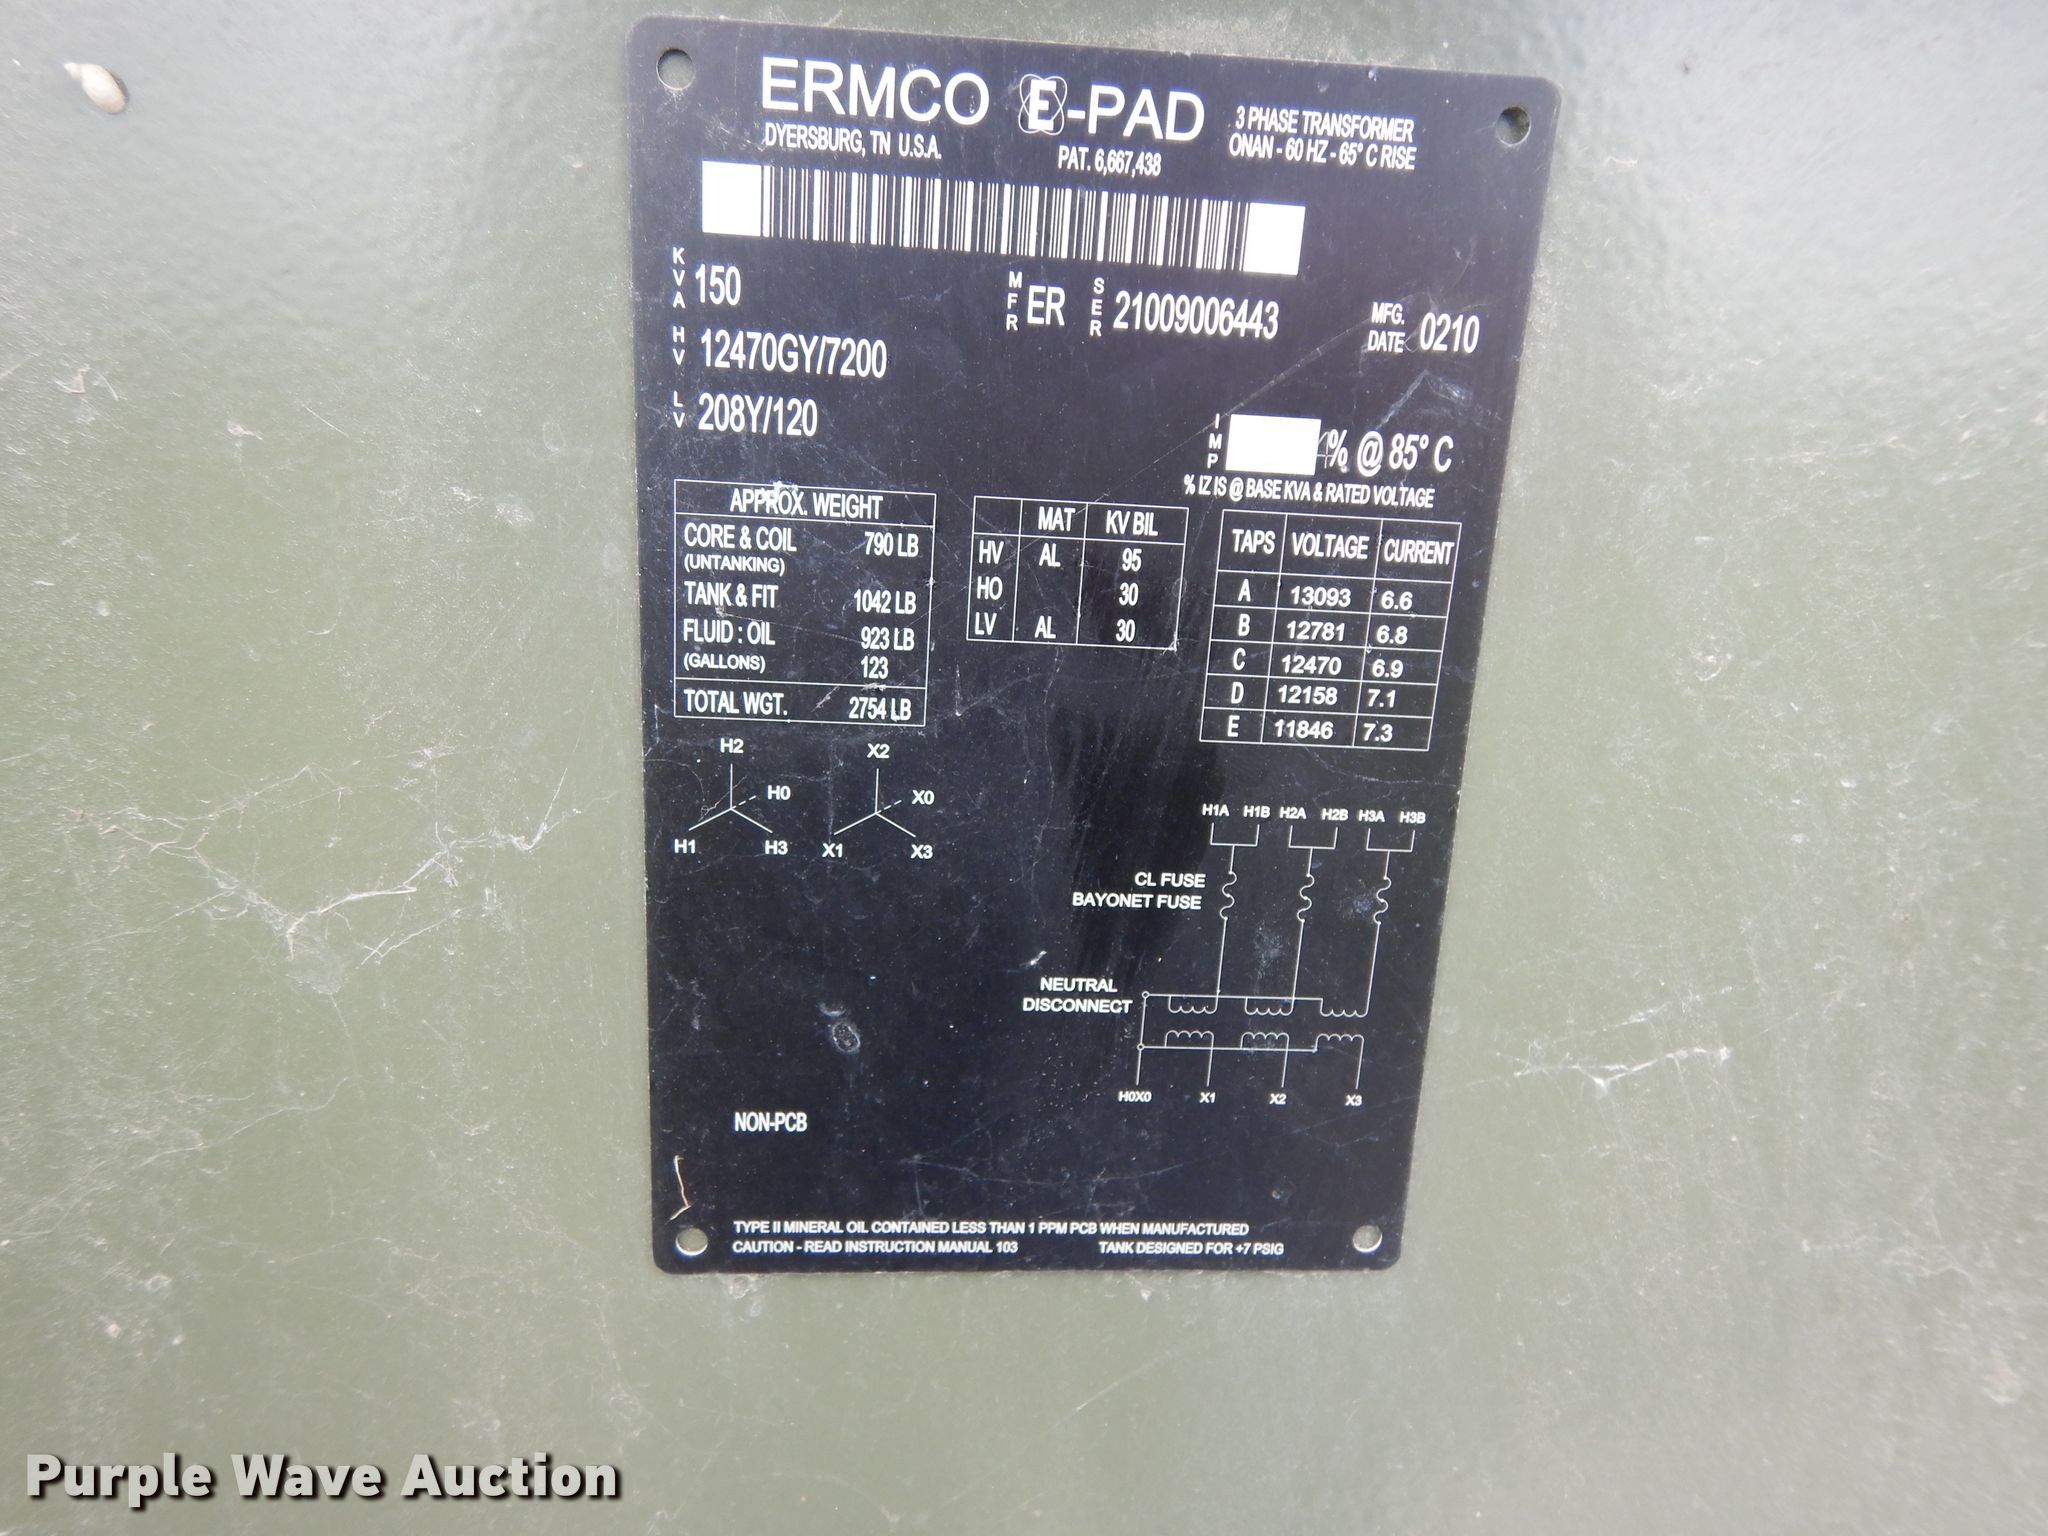 ERMCO E-PAD
DYERSBURG, TN U.S.A.
PAT. 6,667,438
3 PHASE TRANSFORMER
ONAN - 60 HZ - 65° C RISE
KVA 150
MFR ER
SER 21009006443
MFG. DATE 0210
HV 12470GY/7200
LV 208Y/120
IMP % @ 85° C
% IZ IS @ BASE KVA & RATED VOLTAGE
APPROX. WEIGHT
CORE & COIL 790 LB
(UNTANKING)
TANK & FIT 1042 LB
FLUID : OIL 923 LB
(GALLONS) 123
TOTAL WGT. 2754 LB
MAT KV BIL
HV AL 95
HO 30
LV AL 30
TAPS VOLTAGE CURRENT
A 13093 6.6
B 12781 6.8
C 12470 6.9
D 12158 7.1
E 11846 7.3
H2
H0
H1 H3
X2
X0
X1 X3
H1A H1B H2A H2B H3A H3B
CL FUSE
BAYONET FUSE
NEUTRAL
DISCONNECT
H0X0 X1 X2 X3
NON-PCB
TYPE II MINERAL OIL CONTAINED LESS THAN 1 PPM PCB WHEN MANUFACTURED
CAUTION - READ INSTRUCTION MANUAL 103 TANK DESIGNED FOR +7 PSIG
Purple Wave Auction